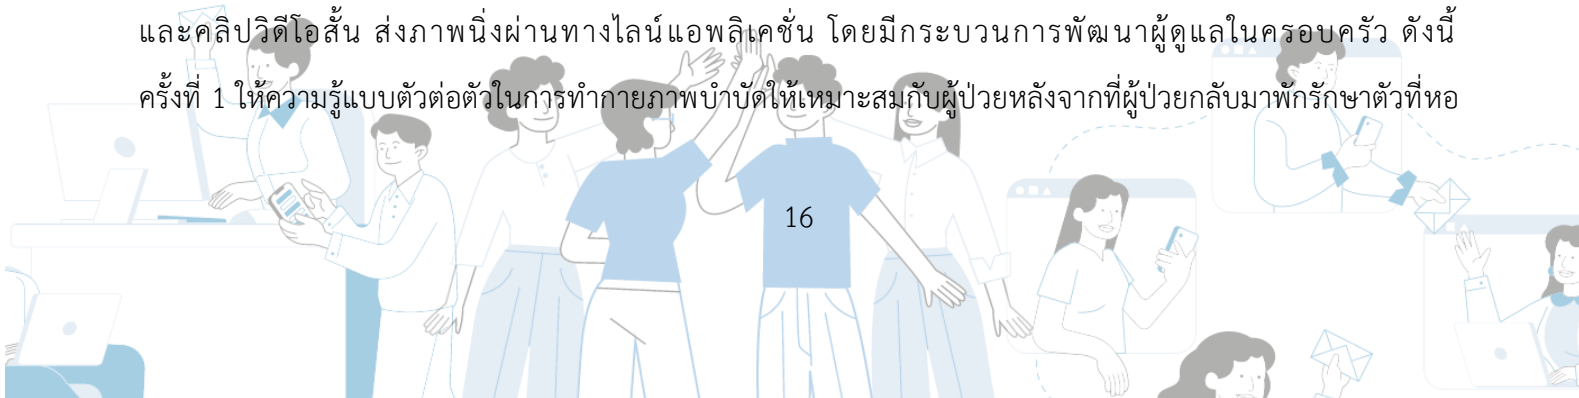 และคลิปวิดีโอสั้น ส่งภาพนิ่งผ่านทางไลน์แอพลิเคชั่น โดยมีกระบวนการพัฒนาผู้ดูแลในครอบครัว ดังนี้
ครั้งที่ 1 ให้ความรู้แบบตัวต่อตัวในการทำกายภาพบำบัดให้เหมาะสมกับผู้ป่วยหลังจากที่ผู้ป่วยกลับมาพักรักษาตัวที่หอ
16